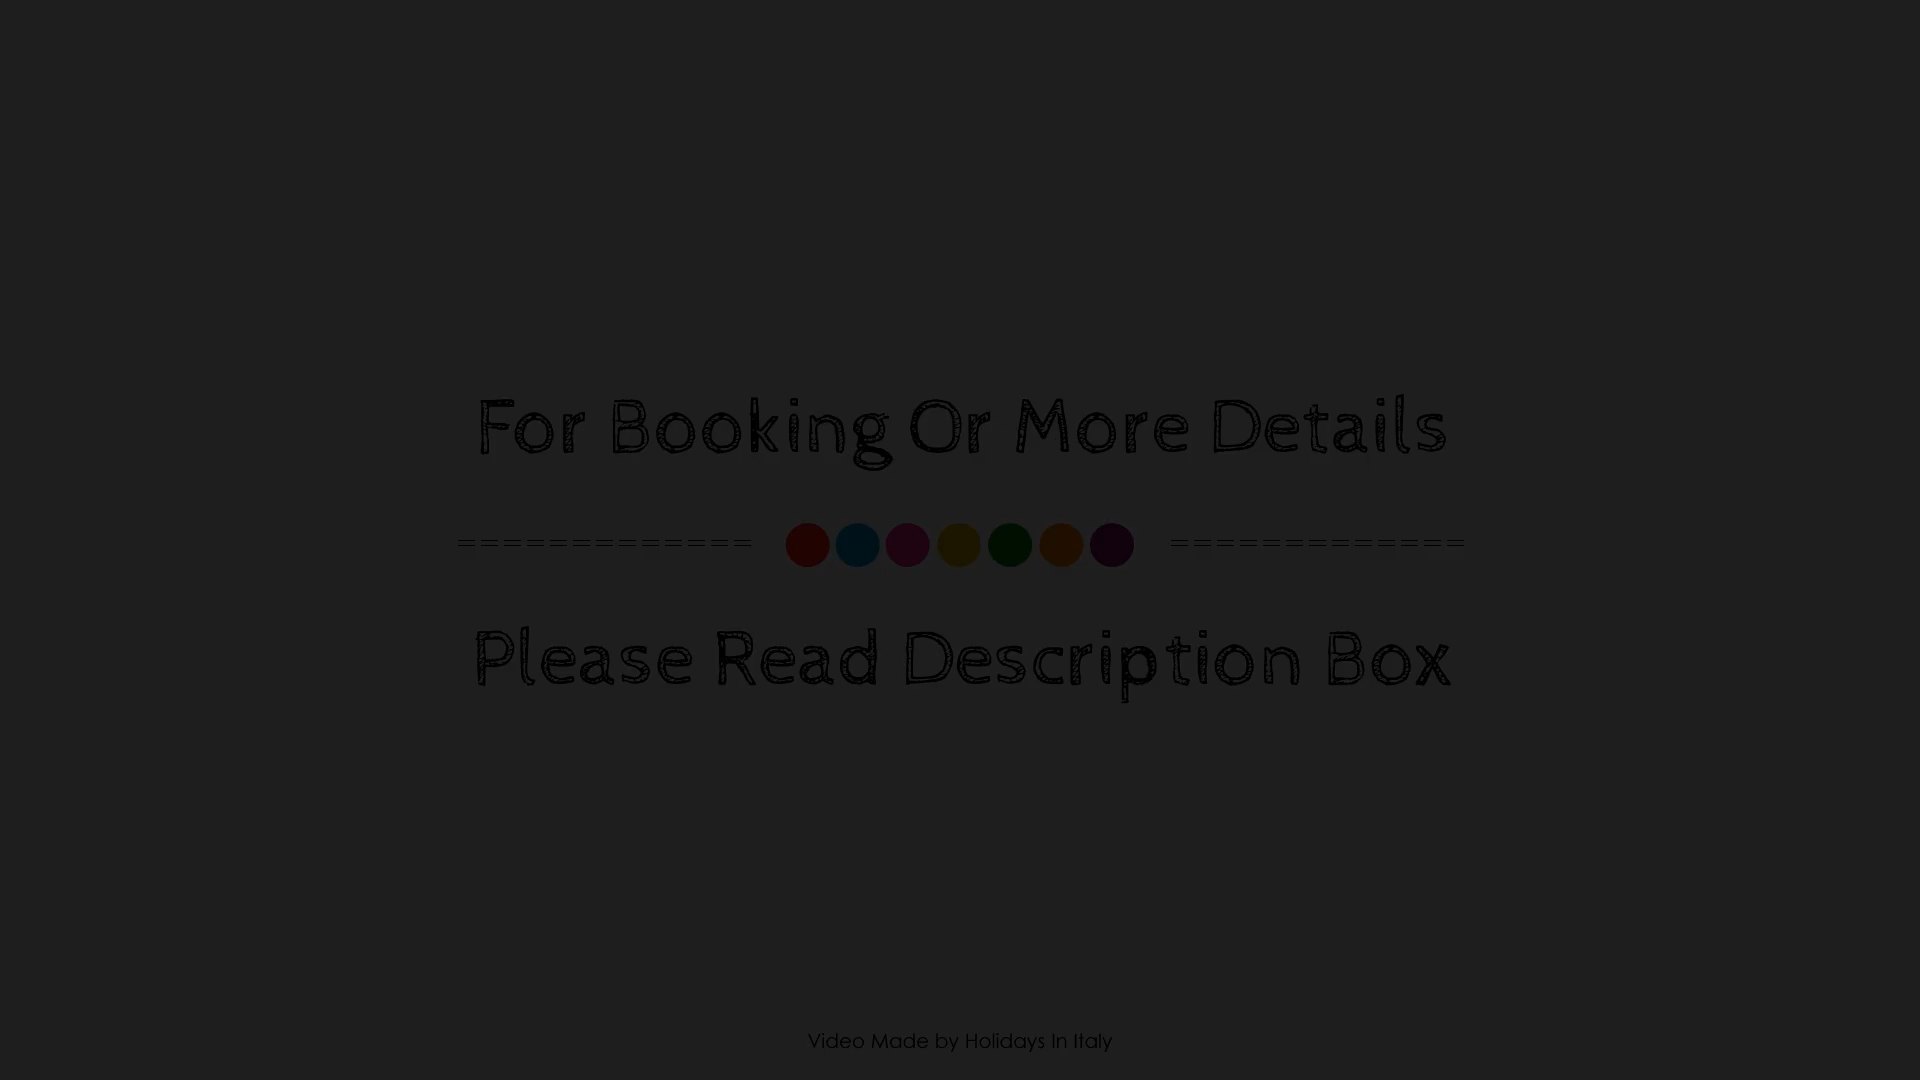 For Booking Or More Details
============= =============
Please Read Description Box
Video Made by Holidays In Italy